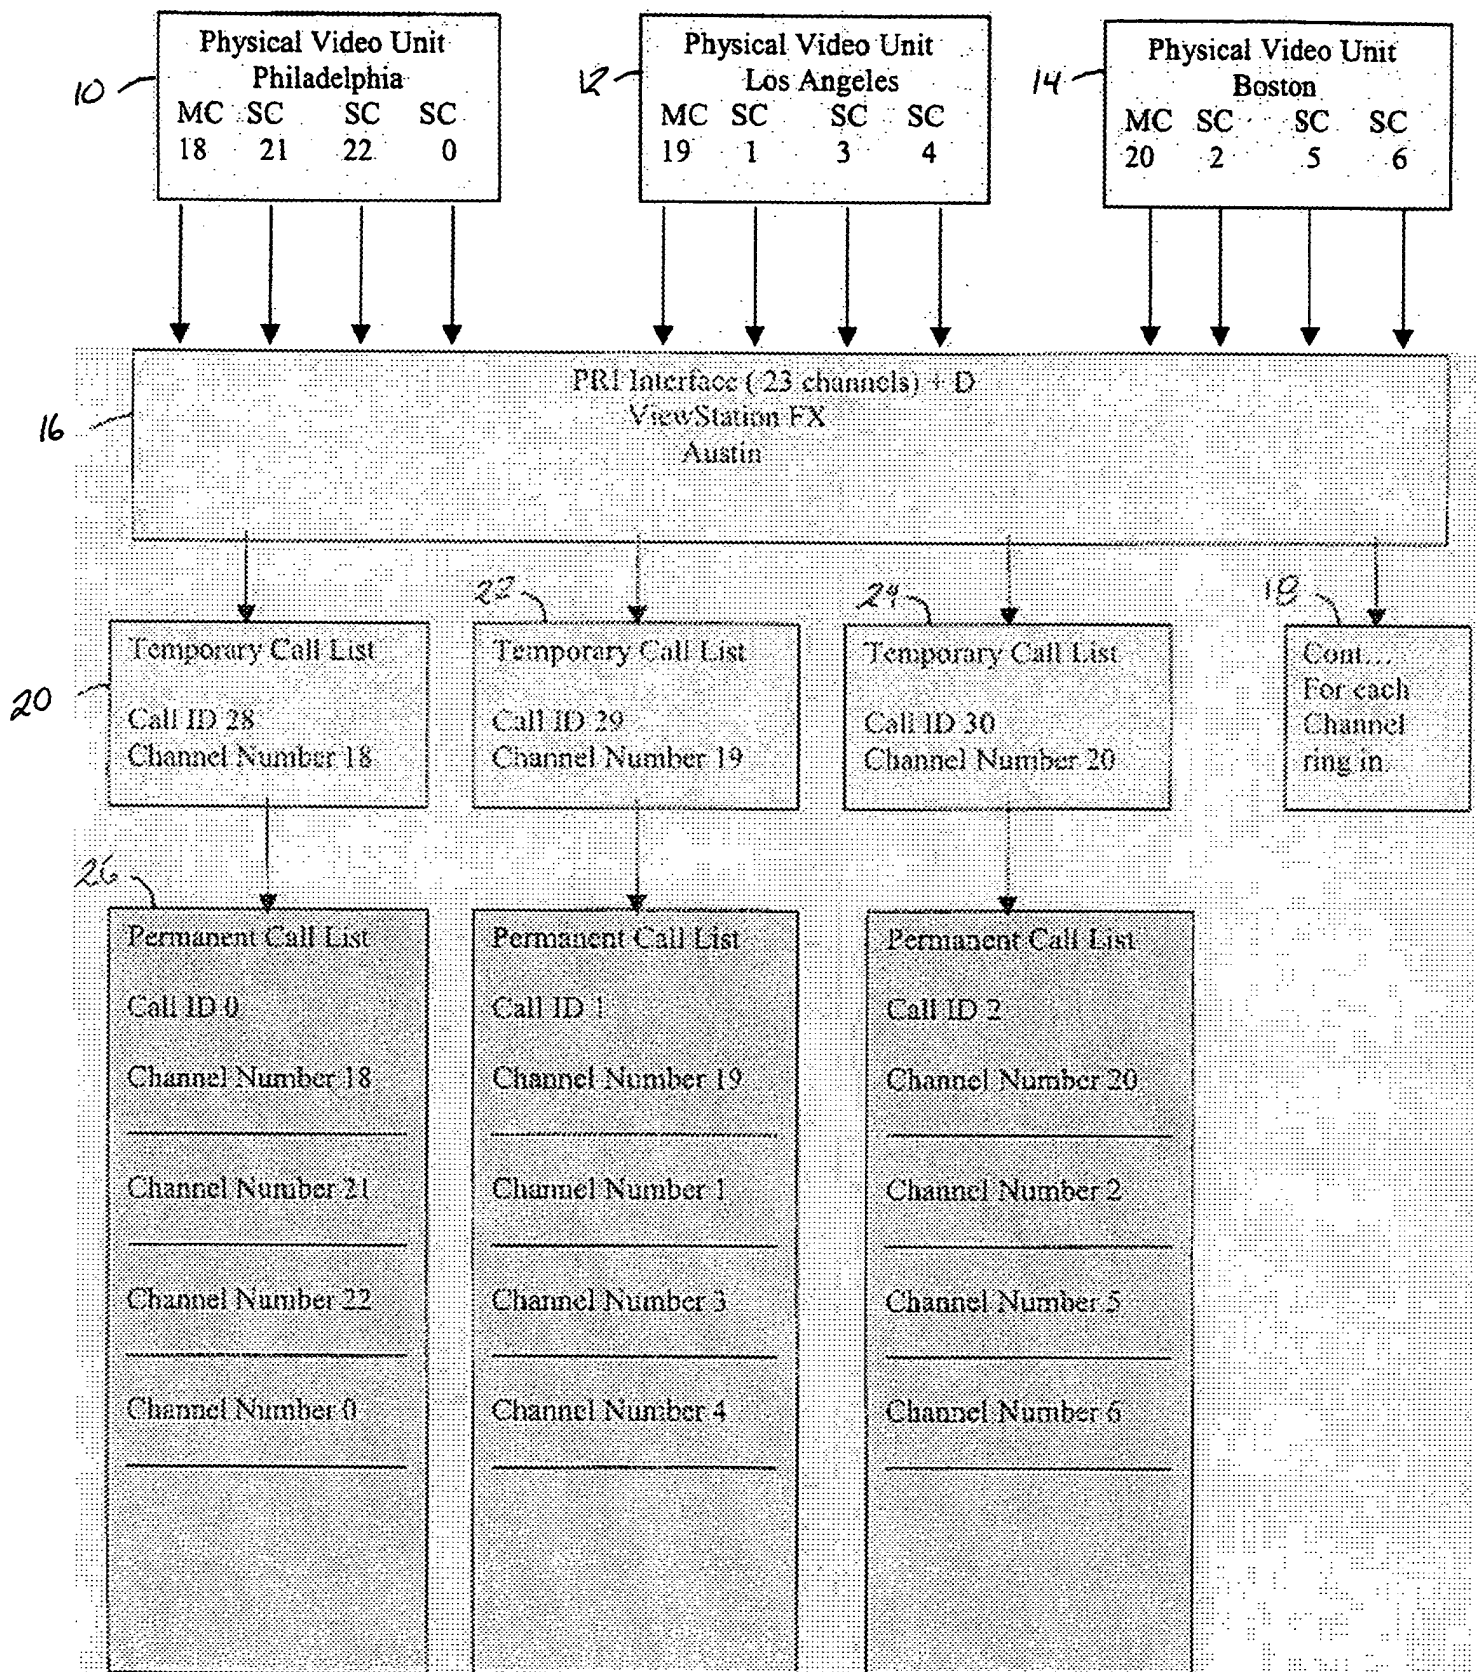 Physical Video Unit
Philadelphia
MC SC SC SC
18 21 22 0
10
Physical Video Unit
Los Angeles
MC SC SC SC
19 1 3 4
12
Physical Video Unit
Boston
MC SC SC SC
20 2 5 6
14
PRI Interface ( 23 channels) + D
ViewStation FX
Austin
16
20
Temporary Call List
Call ID 28
Channel Number 18
22
Temporary Call List
Call ID 29
Channel Number 19
24
Temporary Call List
Call ID 30
Channel Number 20
18
Cont...
For each
Channel
ring in
26
Permanent Call List
Call ID 0
Channel Number 18
Channel Number 21
Channel Number 22
Channel Number 0
Permanent Call List
Call ID 1
Channel Number 19
Channel Number 1
Channel Number 3
Channel Number 4
Permanent Call List
Call ID 2
Channel Number 20
Channel Number 2
Channel Number 5
Channel Number 6